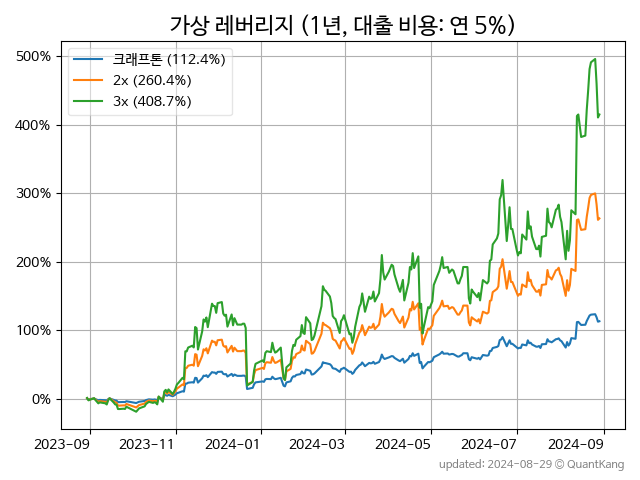 가상 레버리지 (1년, 대출 비용: 연 5%)
크래프톤 (112.4%)
2x (260.4%)
3x (408.7%)
500%
400%
300%
200%
100%
0%
2023-09 2023-11 2024-01 2024-03 2024-05 2024-07 2024-09
updated: 2024-08-29 © QuantKang